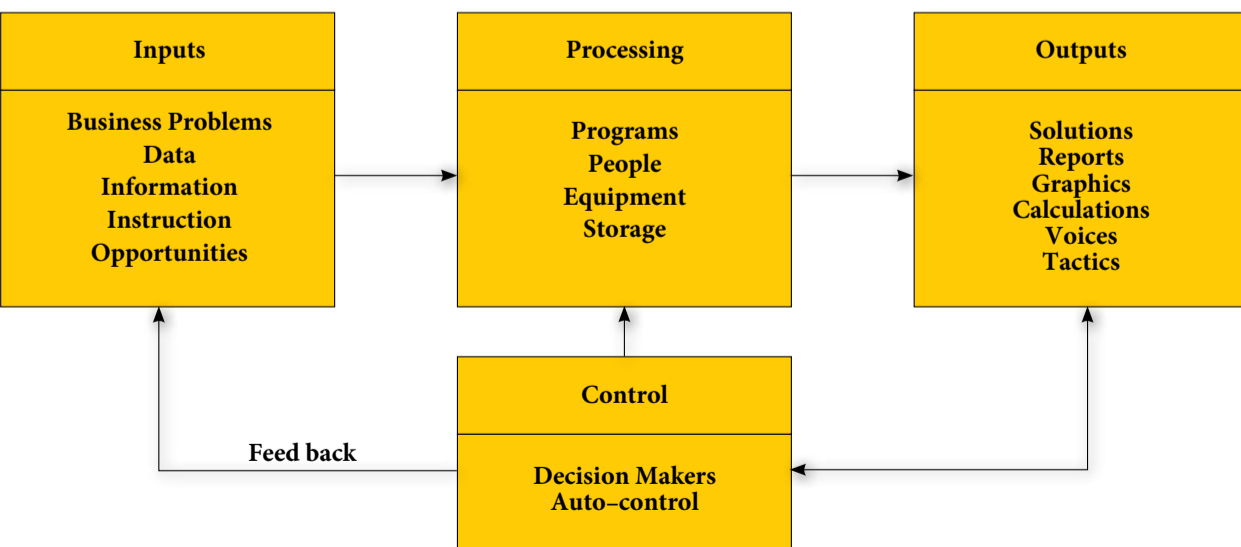 Inputs
Business Problems
Data
Information
Instruction
Opportunities
Processing
Programs
People
Equipment
Storage
Outputs
Solutions
Reports
Graphics
Calculations
Voices
Tactics
Control
Decision Makers
Auto–control
Feed back